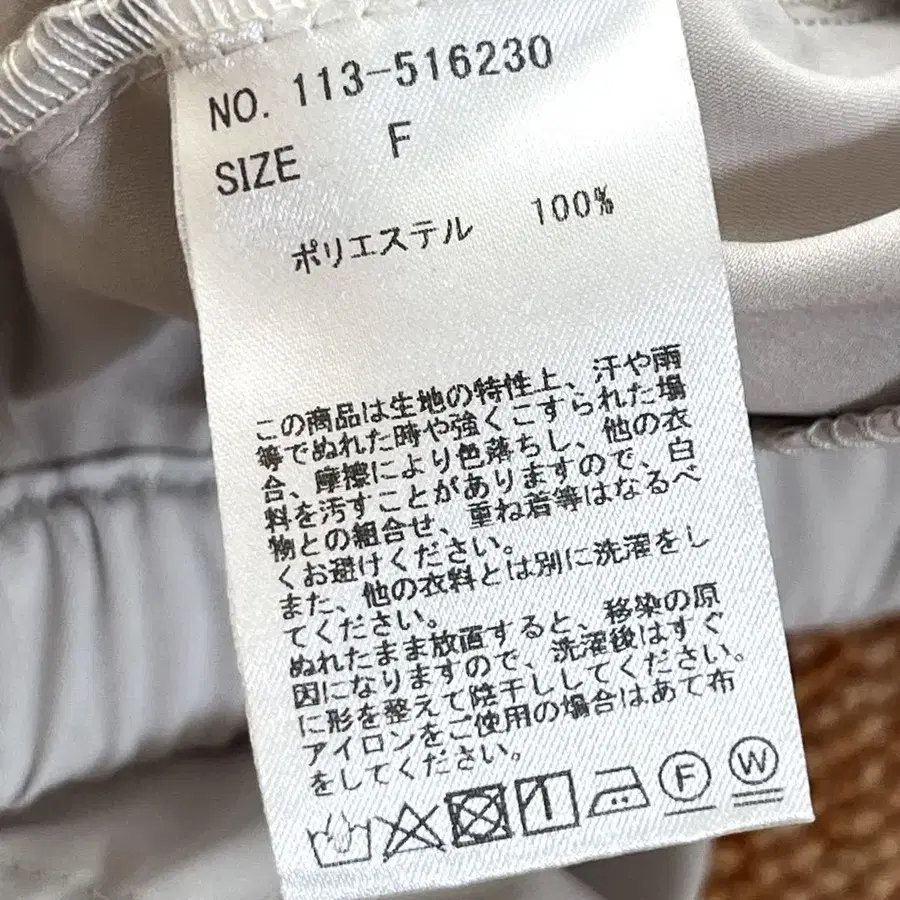 NO. 113-516230
SIZE F
ポリエステル 100%
この商品は生地の特性上、汗や雨
等でぬれた時や強くこすられた場
合、摩擦により色落ちし、他の衣
料を汚すことがありますので、白
物との組合せ、重ね着等はなるべ
くお避けください。
また、他の衣料とは別に洗濯をし
てください。
ぬれたまま放置すると、移染の原
因になりますので、洗濯後はすぐ
に形を整えて陰干ししてください。
アイロンをご使用の場合はあて布
をしてください。
F W